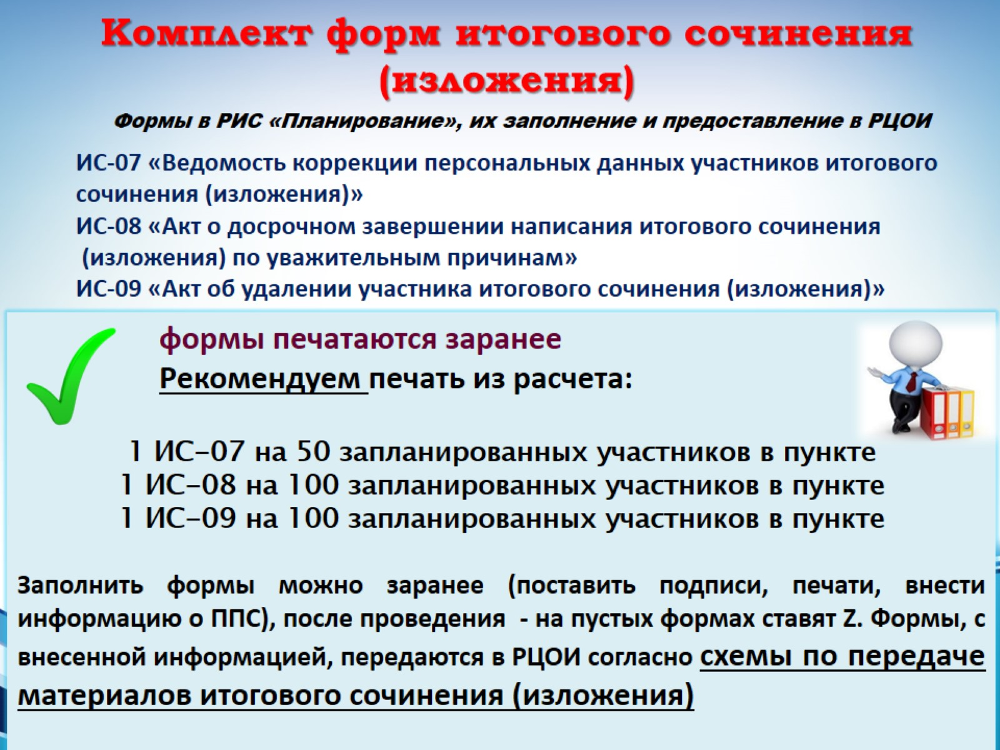 Комплект форм итогового сочинения
(изложения)
Формы в РИС «Планирование», их заполнение и предоставление в РЦОИ
ИС-07 «Ведомость коррекции персональных данных участников итогового
сочинения (изложения)»
ИС-08 «Акт о досрочном завершении написания итогового сочинения
(изложения) по уважительным причинам»
ИС-09 «Акт об удалении участника итогового сочинения (изложения)»
формы печатаются заранее
Рекомендуем печать из расчета:
1 ИС-07 на 50 запланированных участников в пункте
1 ИС-08 на 100 запланированных участников в пункте
1 ИС-09 на 100 запланированных участников в пункте
Заполнить формы можно заранее (поставить подписи, печати, внести
информацию о ППС), после проведения - на пустых формах ставят Z. Формы, с
внесенной информацией, передаются в РЦОИ согласно схемы по передаче
материалов итогового сочинения (изложения)